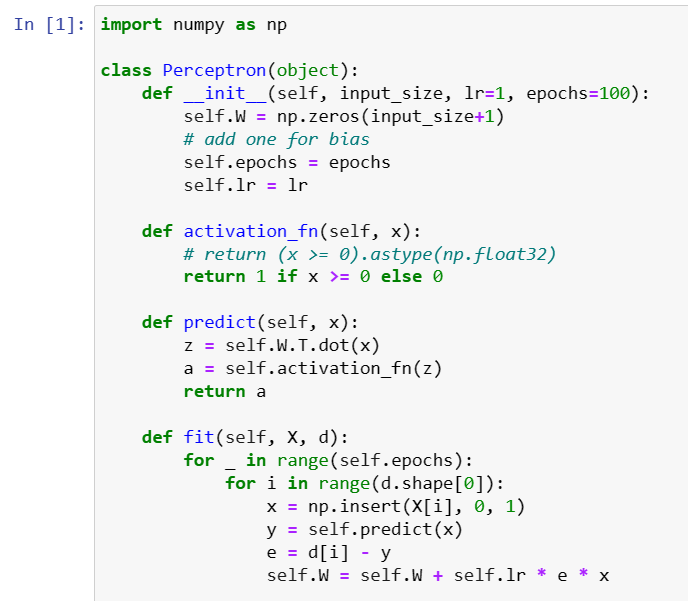 In [1]: import numpy as np

class Perceptron(object):
    def __init__(self, input_size, lr=1, epochs=100):
        self.W = np.zeros(input_size+1)
        # add one for bias
        self.epochs = epochs
        self.lr = lr

    def activation_fn(self, x):
        # return (x >= 0).astype(np.float32)
        return 1 if x >= 0 else 0

    def predict(self, x):
        z = self.W.T.dot(x)
        a = self.activation_fn(z)
        return a

    def fit(self, X, d):
        for _ in range(self.epochs):
            for i in range(d.shape[0]):
                x = np.insert(X[i], 0, 1)
                y = self.predict(x)
                e = d[i] - y
                self.W = self.W + self.lr * e * x